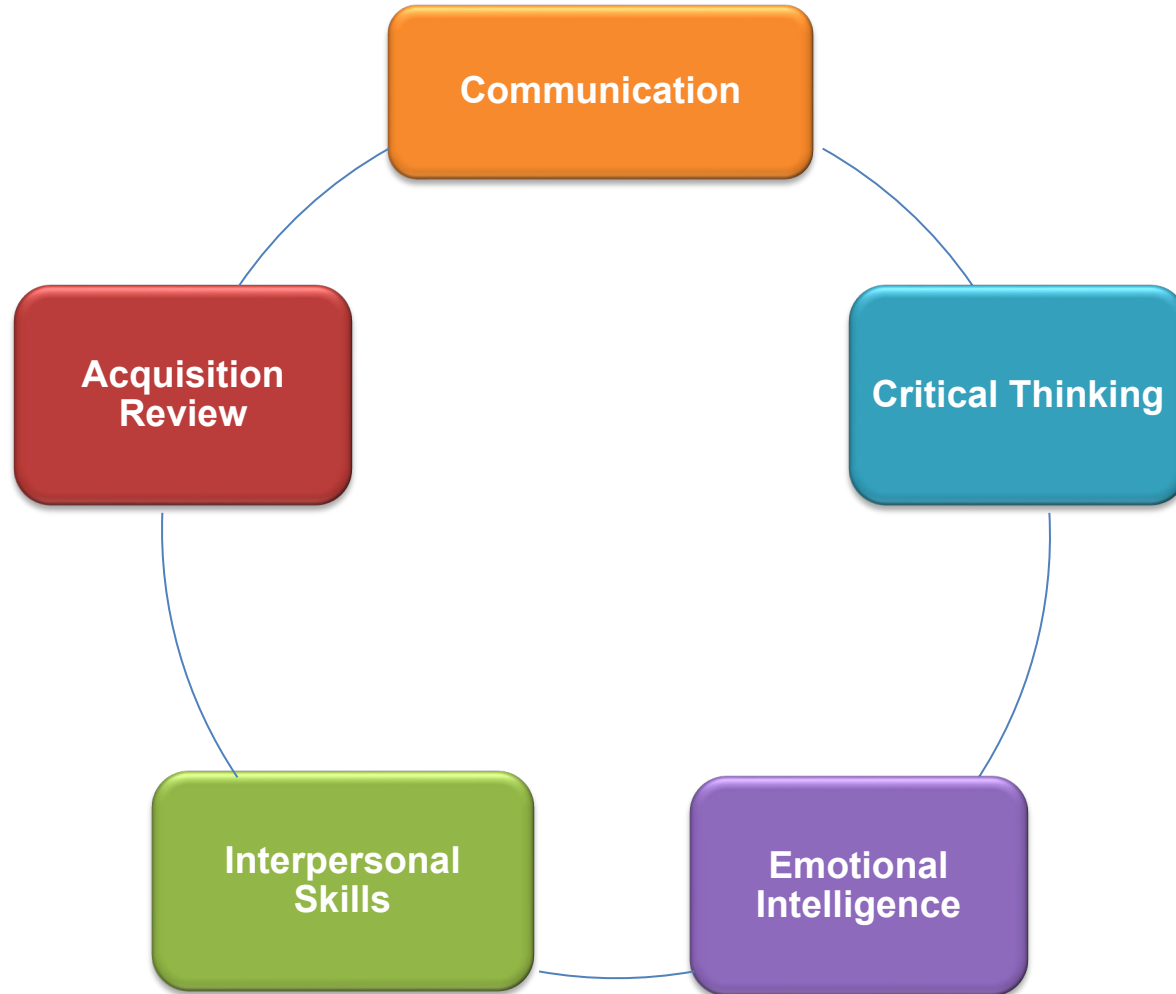 Communication
Critical Thinking
Emotional
Intelligence
Interpersonal
Skills
Acquisition
Review